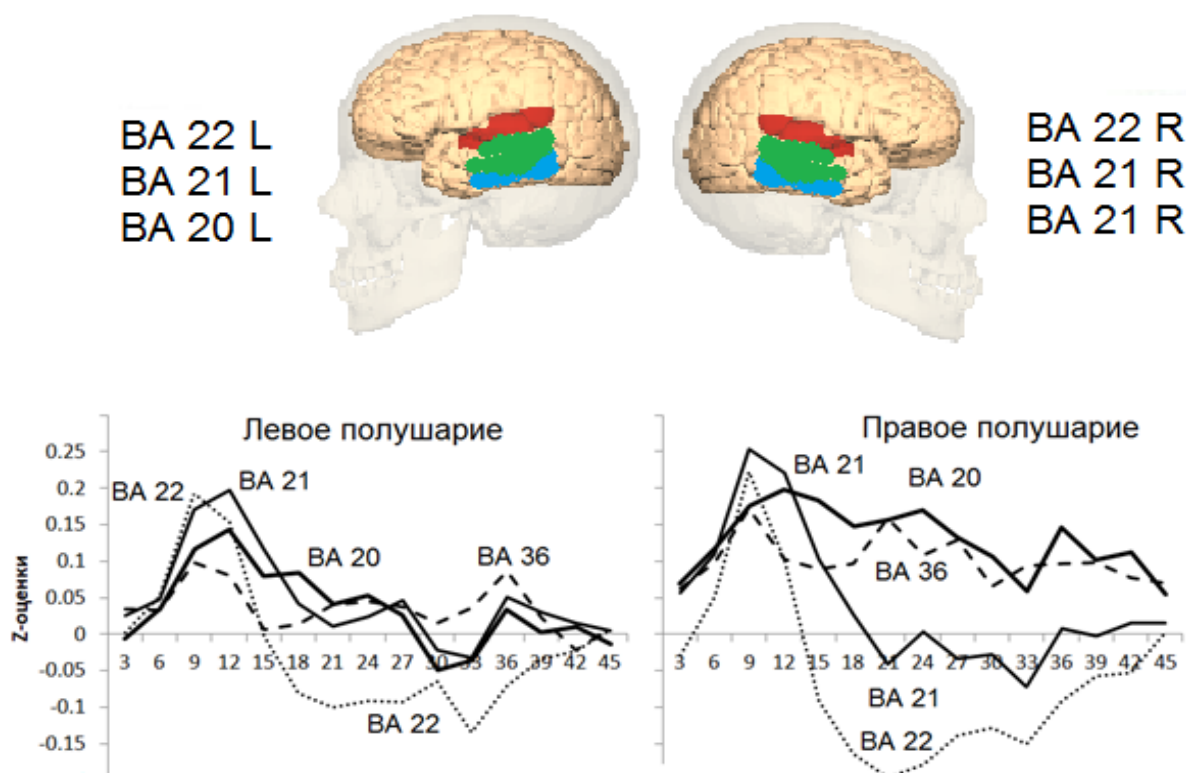 BA 22 L
BA 21 L
BA 20 L
BA 22 R
BA 21 R
BA 21 R
Левое полушарие
Z-оценки
0.25
0.2
0.15
0.1
0.05
0
-0.05
-0.1
-0.15
BA 22
BA 21
BA 20
BA 36
BA 22
3 6 9 12 15 18 21 24 27 30 33 36 39 42 45
Правое полушарие
BA 21
BA 20
BA 36
BA 21
BA 22
3 6 9 12 15 18 21 24 27 30 33 36 39 42 45